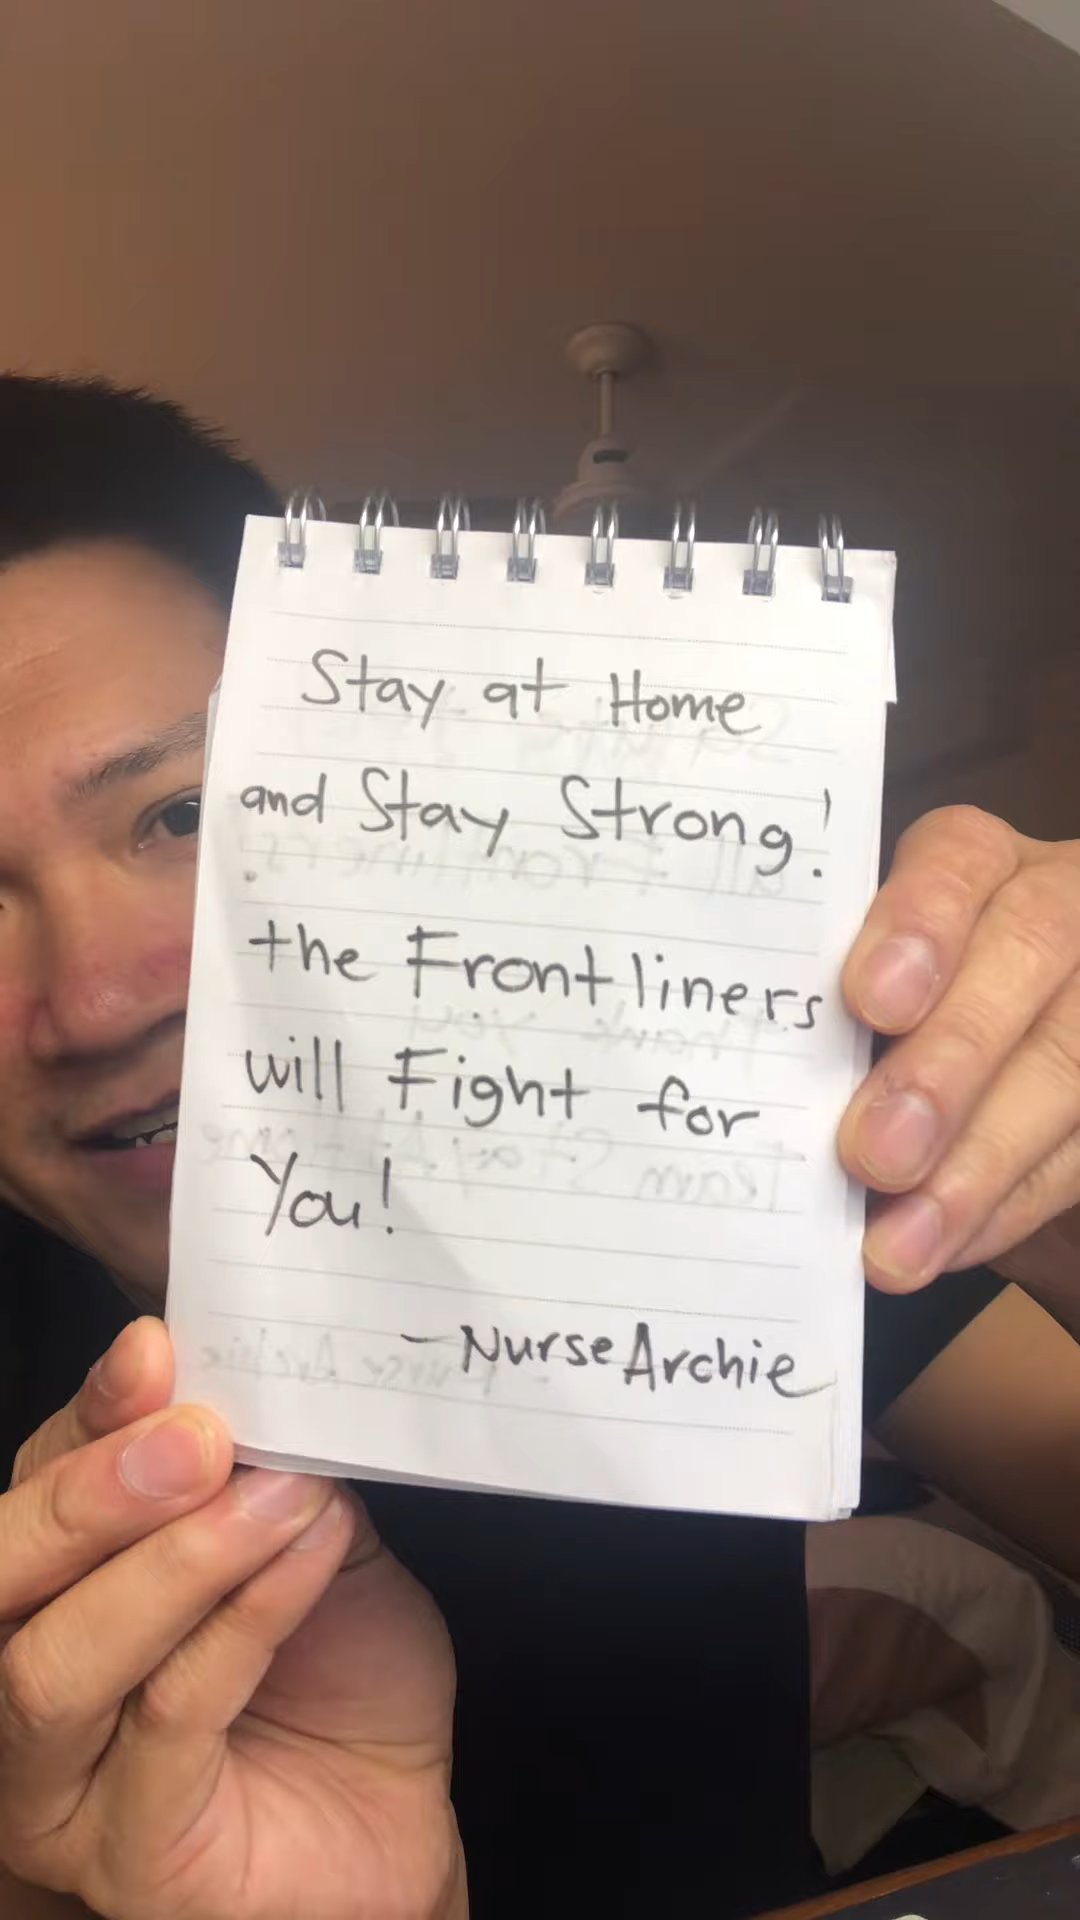 Stay at Home
and Stay Strong!
the Frontliners
will Fight for
You!
- Nurse Archie